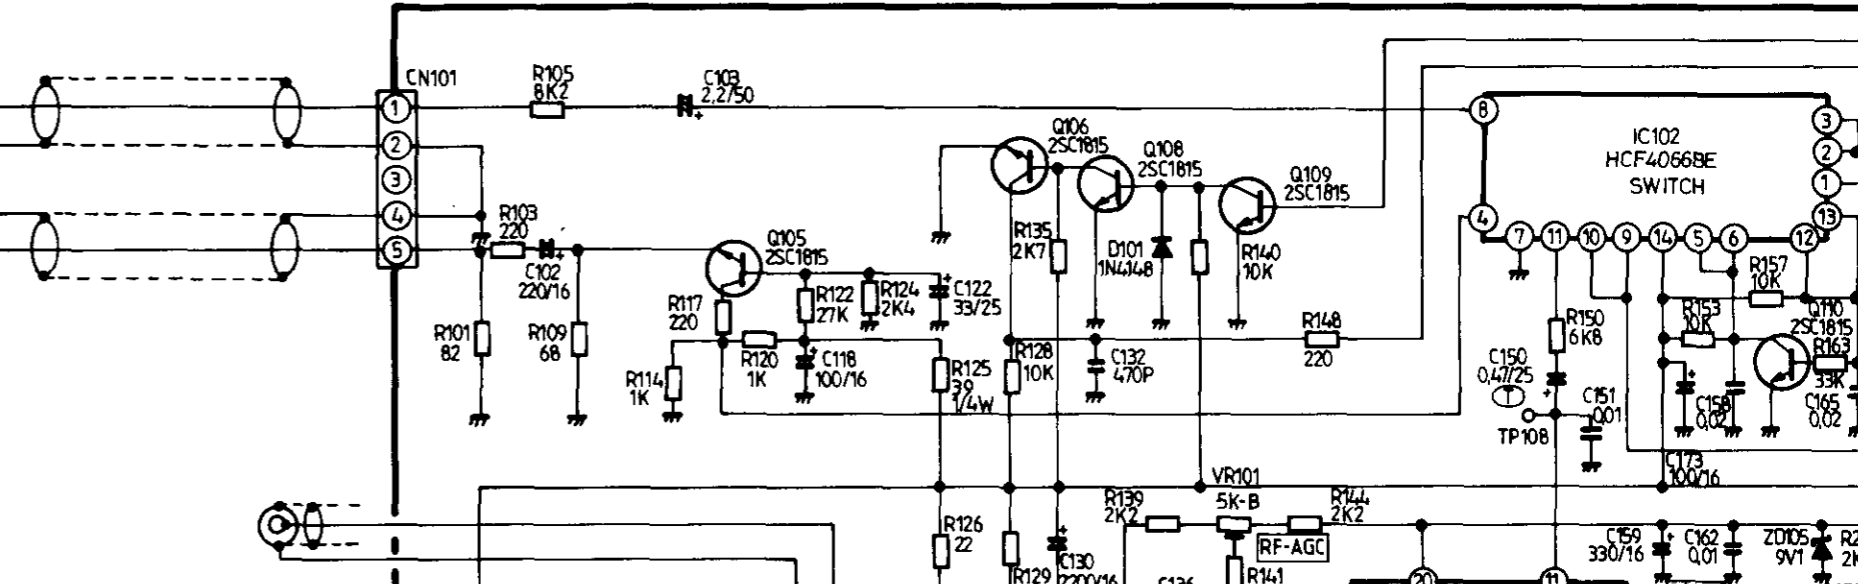 CN101
1
2
3
4
5
R105
8K2
C103
2,2/50
+
R103
220
C102
220/16
+
R101
82
R109
68
Q105
2SC1815
R117
220
R114
1K
R120
1K
R122
27K
R124
2K4
C122
33/25
C118
100/16
R125
39
1/4W
Q106
2SC1815
R135
2K7
Q108
2SC1815
D101
1N4148
Q109
2SC1815
R140
10K
R128
10K
C132
470P
R148
220
8
4
IC102
HCF4066BE
SWITCH
3
2
1
13
7
11
10
9
14
5
6
12
R157
10K
R153
10K
Q110
2SC1815
R163
33K
R150
6K8
C150
0,47/25
TP108
C151
0,01
C158
0,02
C165
0,02
C173
100/16
VR101
5K-B
R139
2K2
R144
2K2
RF-AGC
R141
R126
22
R129
C130
2200/16
C136
20
11
C159
330/16
C162
0,01
ZD105
9V1